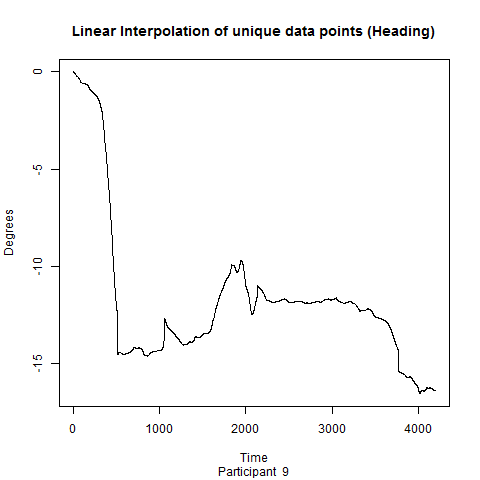 Linear Interpolation of unique data points (Heading)
0
-5
-10
-15
Degrees
0 1000 2000 3000 4000
Time
Participant 9